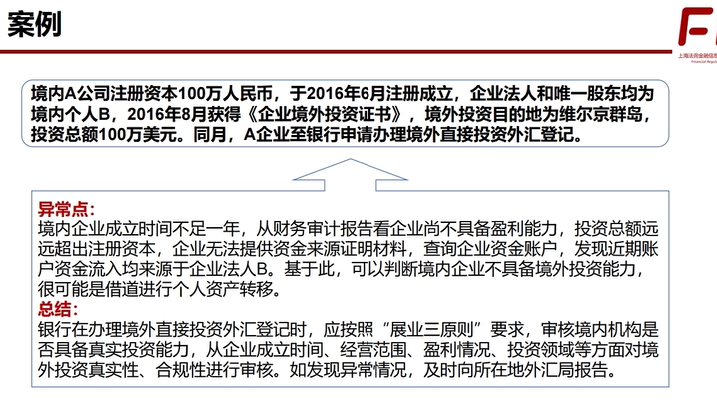 案例
上海法询金融信息
Financial Regulat
境内A公司注册资本100万人民币，于2016年6月注册成立，企业法人和唯一股东均为
境内个人B，2016年8月获得《企业境外投资证书》，境外投资目的地为维尔京群岛，
投资总额100万美元。同月，A企业至银行申请办理境外直接投资外汇登记。
异常点：
境内企业成立时间不足一年，从财务审计报告看企业尚不具备盈利能力，投资总额远
远超出注册资本，企业无法提供资金来源证明材料，查询企业资金账户，发现近期账
户资金流入均来源于企业法人B。基于此，可以判断境内企业不具备境外投资能力，
很可能是借道进行个人资产转移。
总结：
银行在办理境外直接投资外汇登记时，应按照“展业三原则”要求，审核境内机构是
否具备真实投资能力，从企业成立时间、经营范围、盈利情况、投资领域等方面对境
外投资真实性、合规性进行审核。如发现异常情况，及时向所在地外汇局报告。